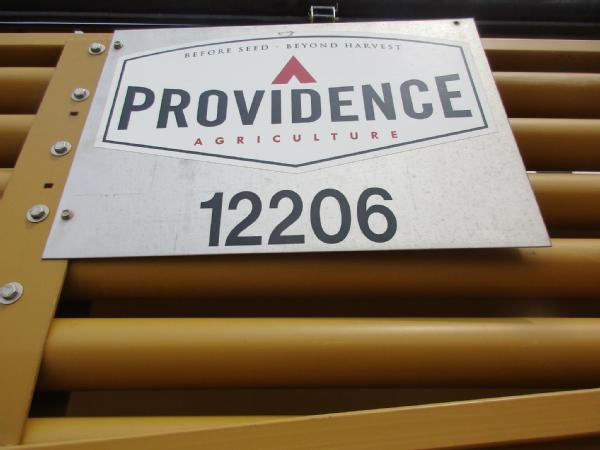 BEFORE SEED · BEYOND HARVEST
PROVIDENCE
AGRICULTURE
12206